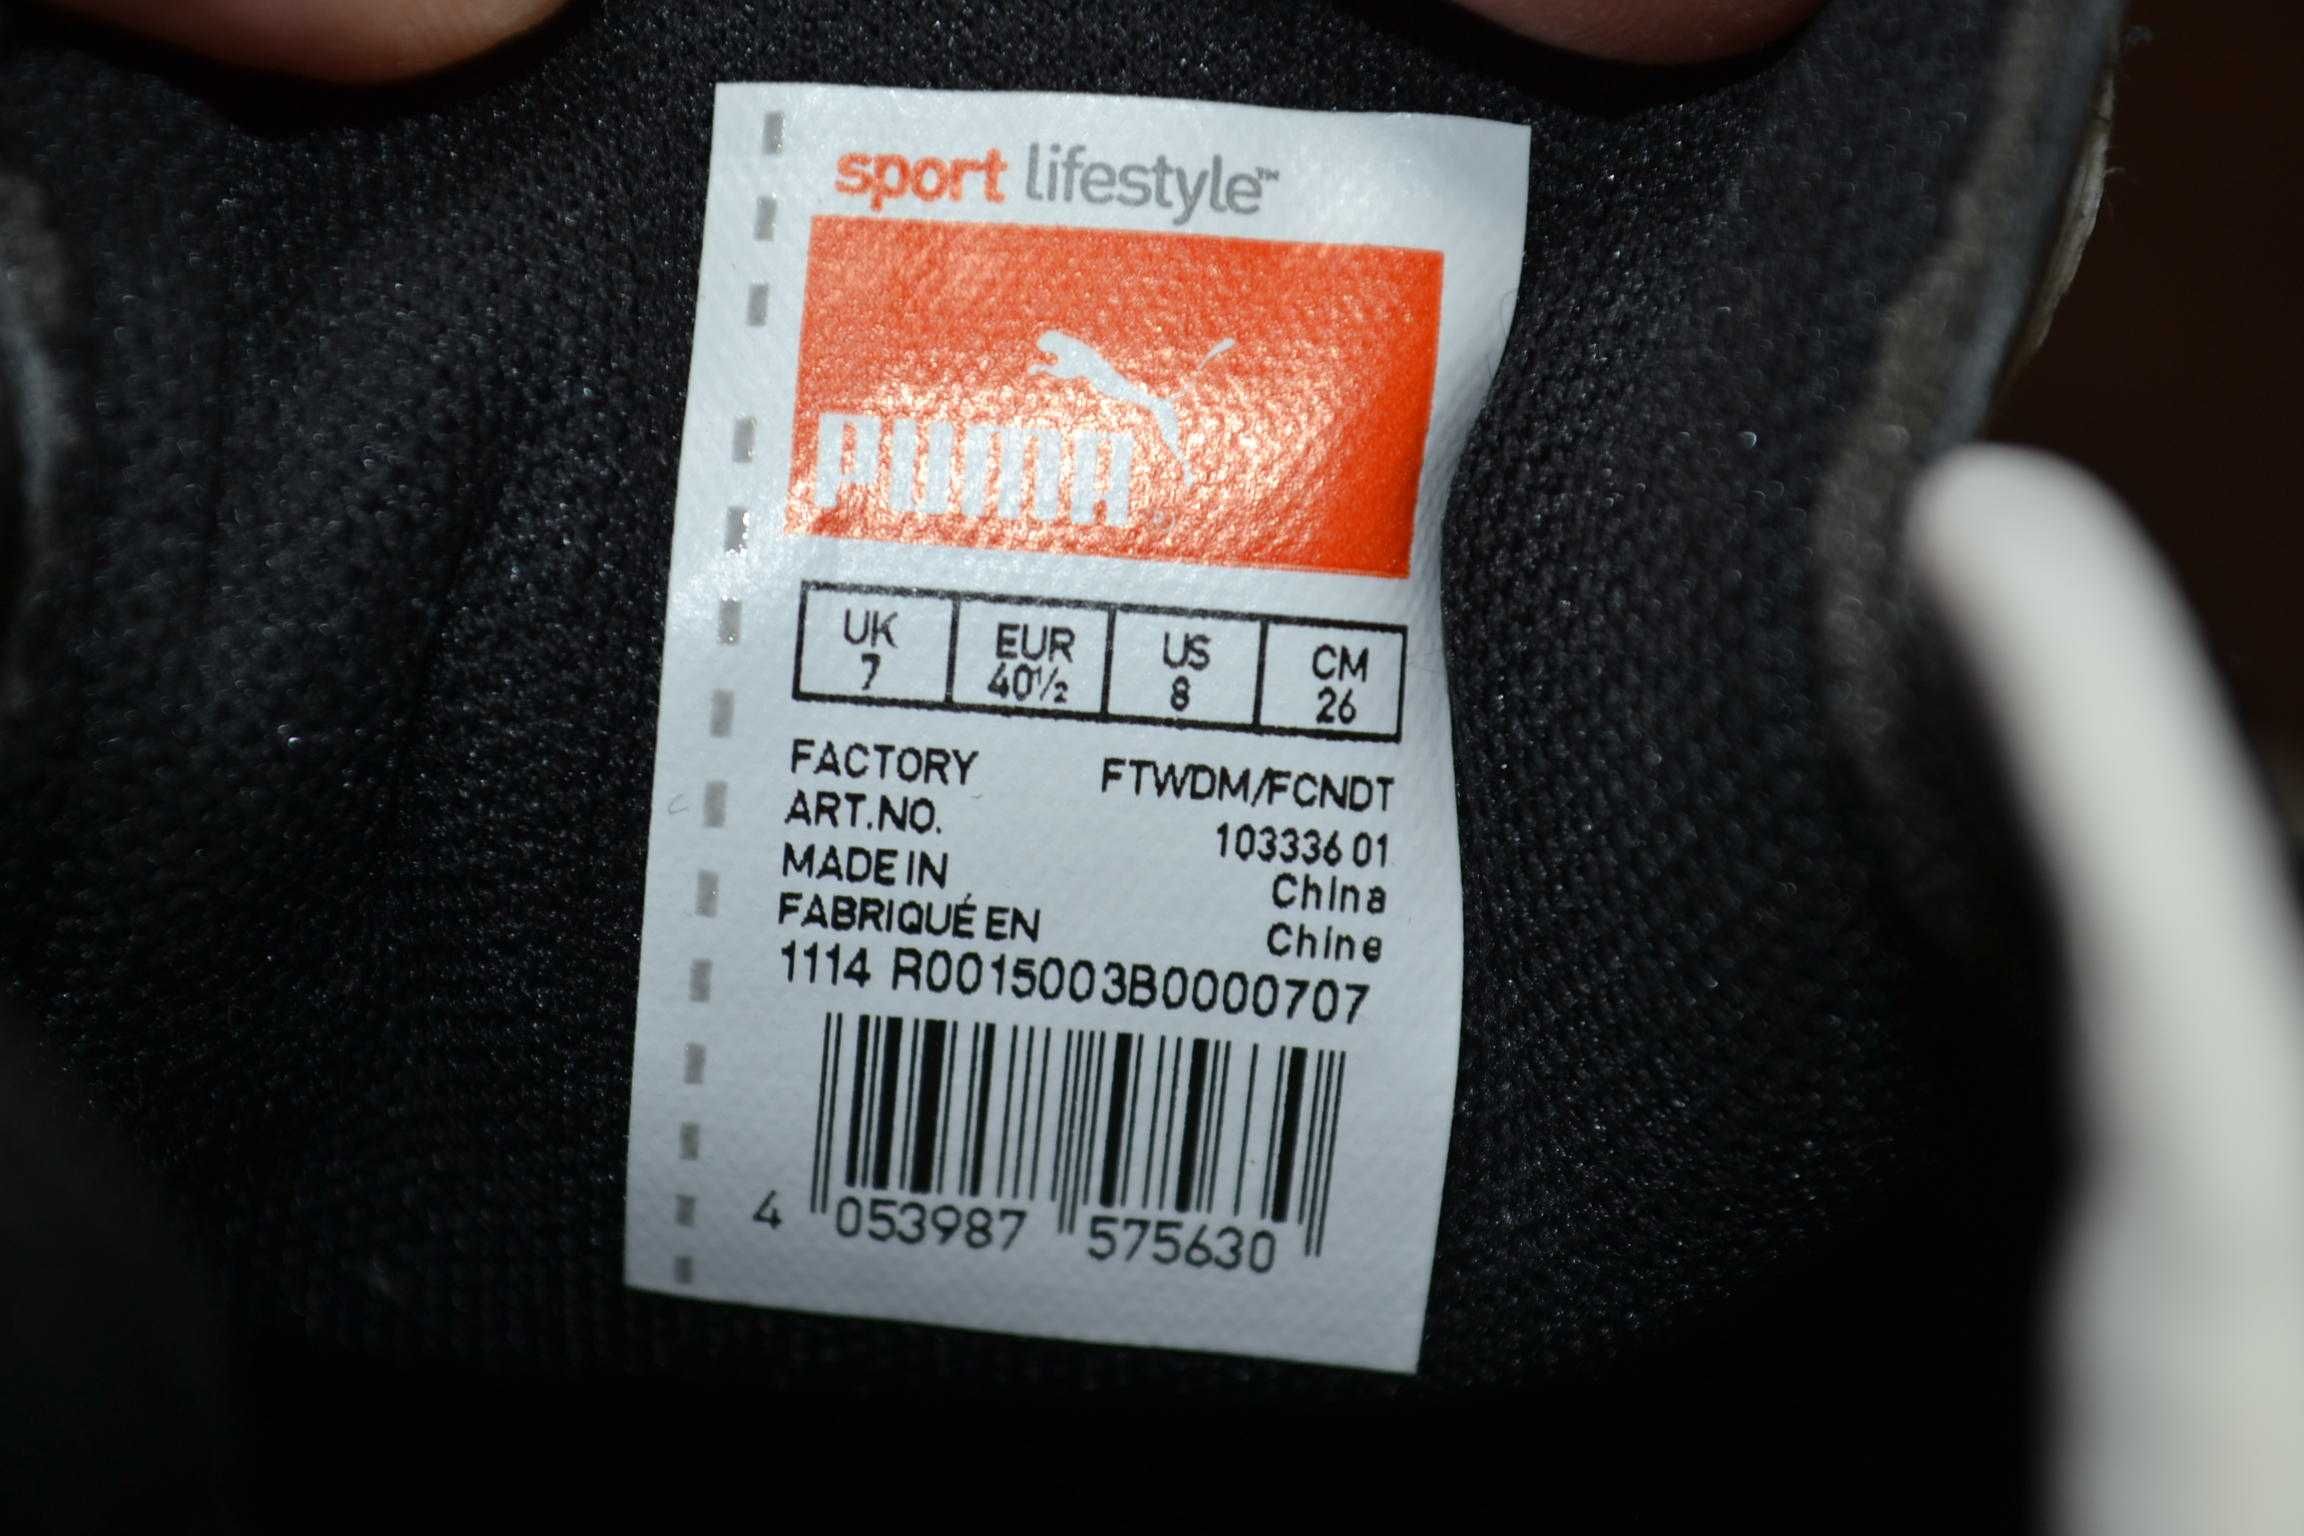 sport lifestyle™
PUMA
UK EUR US CM
7 40½ 8 26
FACTORY FTWDM/FCNDT
ART.NO. 103336 01
MADE IN China
FABRIQUÉ EN Chine
1114 R0015003B0000707
4 053987 575630